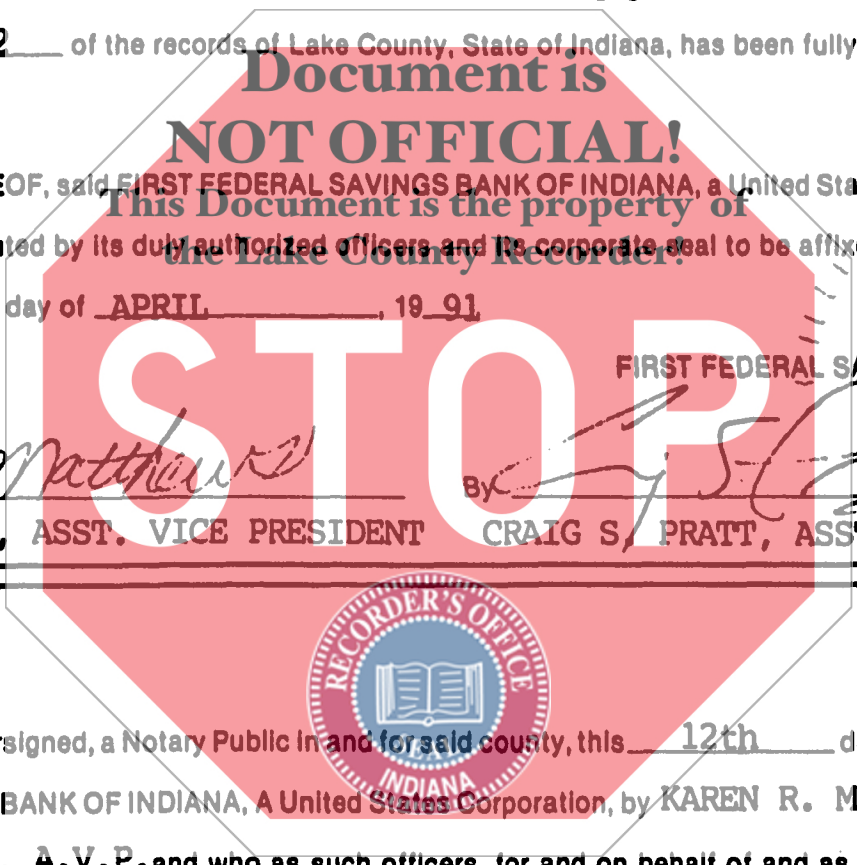 of the records of Lake County, State of Indiana, has been fully
Document is
NOT OFFICIAL!
EOF, said FIRST FEDERAL SAVINGS BANK OF INDIANA, a United Sta
This Document is the property of
ted by its duly authorized officers and its corporate seal to be affix
the Lake County Recorder!
day of APRIL, 19 91
STOP
FIRST FEDERAL SA
Matthews
By
, ASST. VICE PRESIDENT CRAIG S. PRATT, ASS
RECORDER'S OFFICE
signed, a Notary Public in and for said county, this 12th d
INDIANA
BANK OF INDIANA, A United States Corporation, by KAREN R. M
A.V.P. and who as such officers, for and on behalf of and as